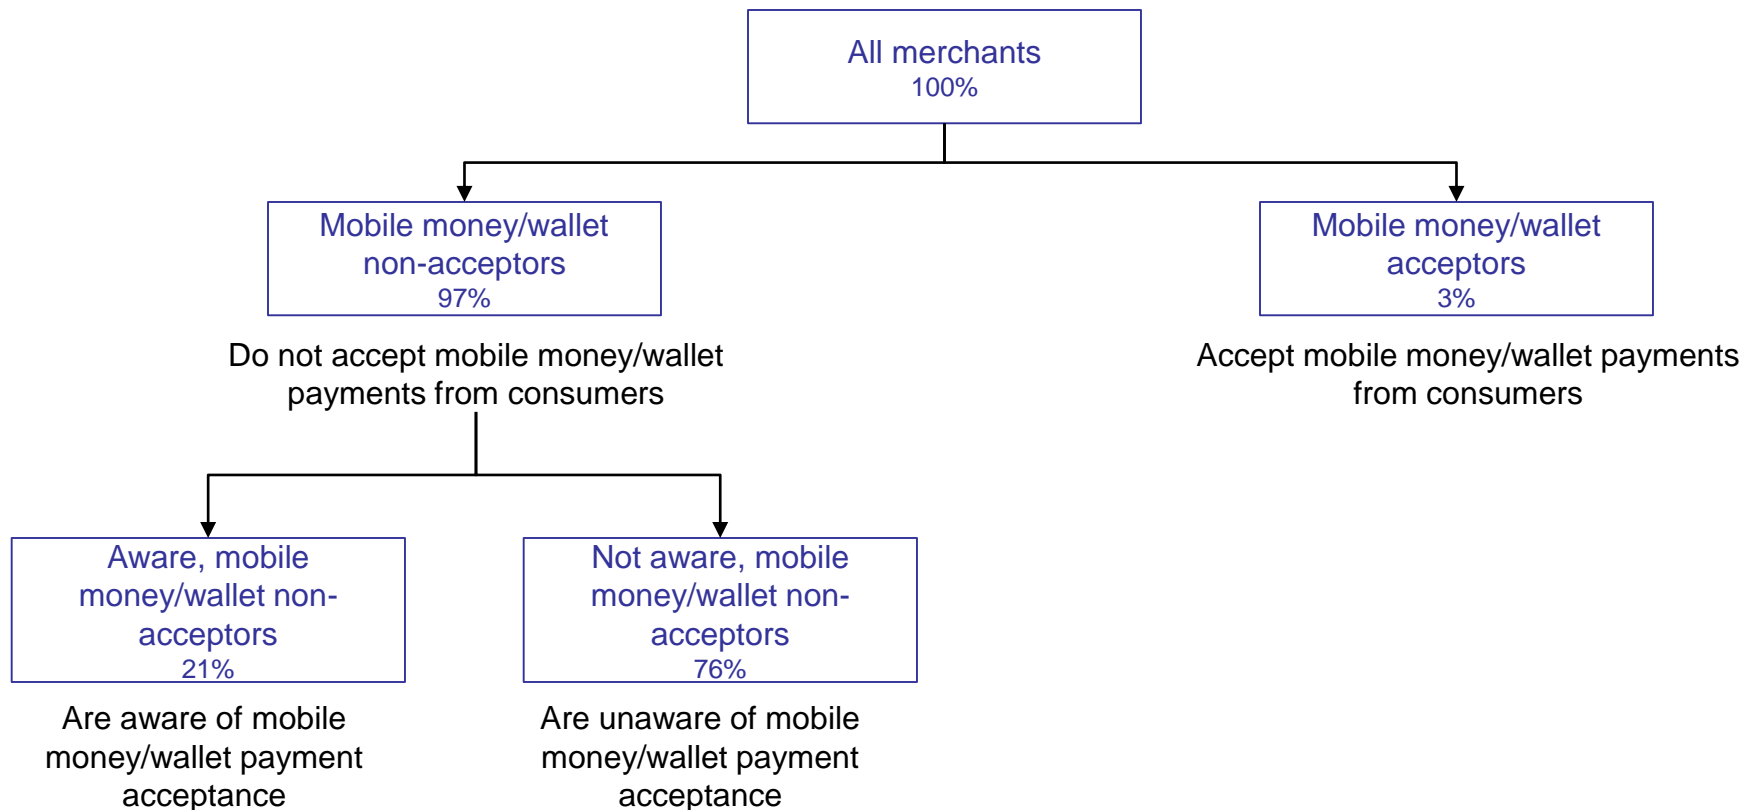 All merchants
100%
Mobile money/wallet
non-acceptors
97%
Mobile money/wallet
acceptors
3%
Do not accept mobile money/wallet
payments from consumers
Accept mobile money/wallet payments
from consumers
Aware, mobile
money/wallet non-
acceptors
21%
Not aware, mobile
money/wallet non-
acceptors
76%
Are aware of mobile
money/wallet payment
acceptance
Are unaware of mobile
money/wallet payment
acceptance